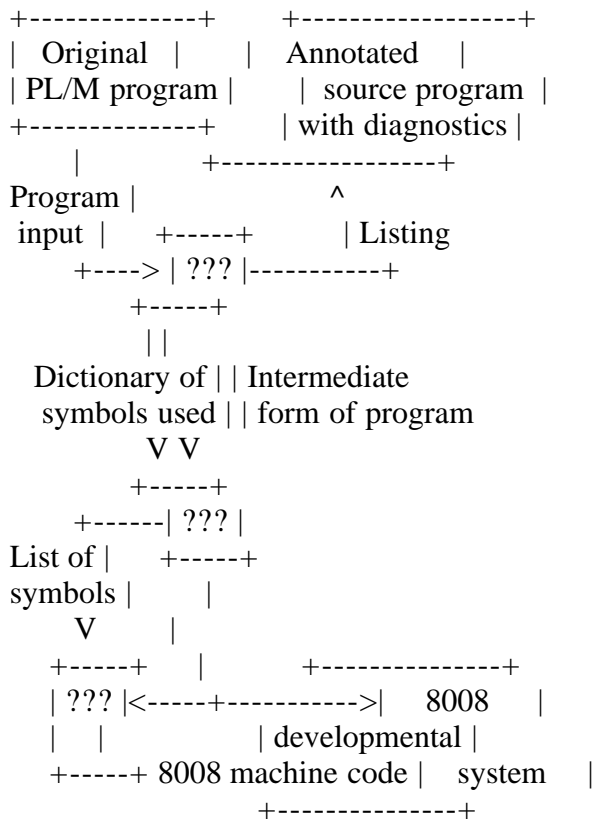 +--------------+ +------------------+
| Original | | Annotated |
| PL/M program | | source program |
+--------------+ | with diagnostics |
| +------------------+
Program | ^
input | +-----+ | Listing
+----> | ??? |-----------+
+-----+
| |
Dictionary of | | Intermediate
symbols used | | form of program
V V
+-----+
+------| ??? |
List of | +-----+
symbols | |
V |
+-----+ | +---------------+
| ??? |<-----+----------->| 8008 |
| | | developmental |
+-----+ 8008 machine code | system |
+---------------+